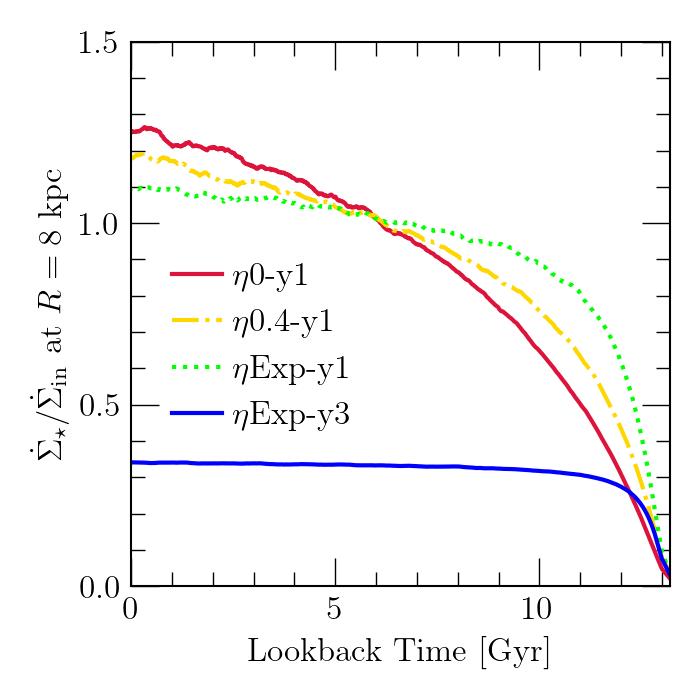 1.5
1.0
0.5
0.0
Σ̇⋆/Σ̇in at R = 8 kpc
η0-y1
η0.4-y1
ηExp-y1
ηExp-y3
0 5 10
Lookback Time [Gyr]